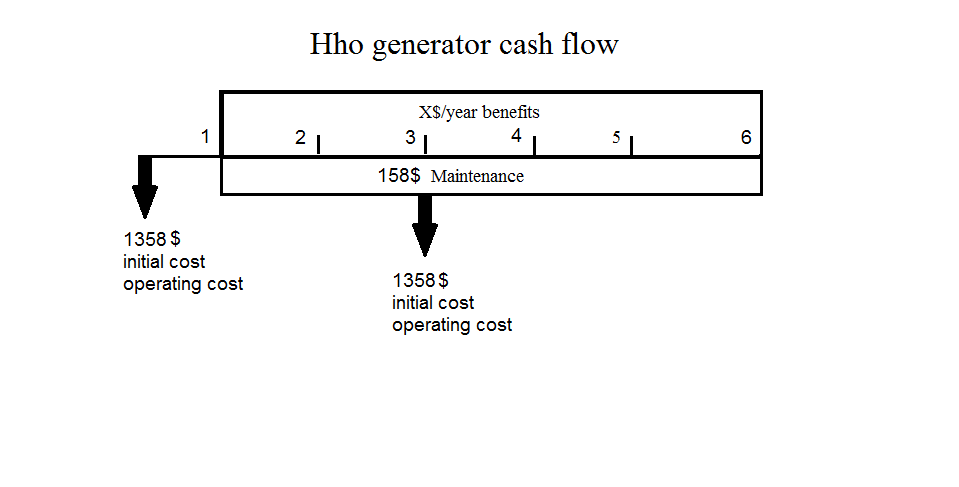 Hho generator cash flow
X$/year benefits
1 2 3 4 5 6
158$ Maintenance
1358$
initial cost
operating cost
1358$
initial cost
operating cost